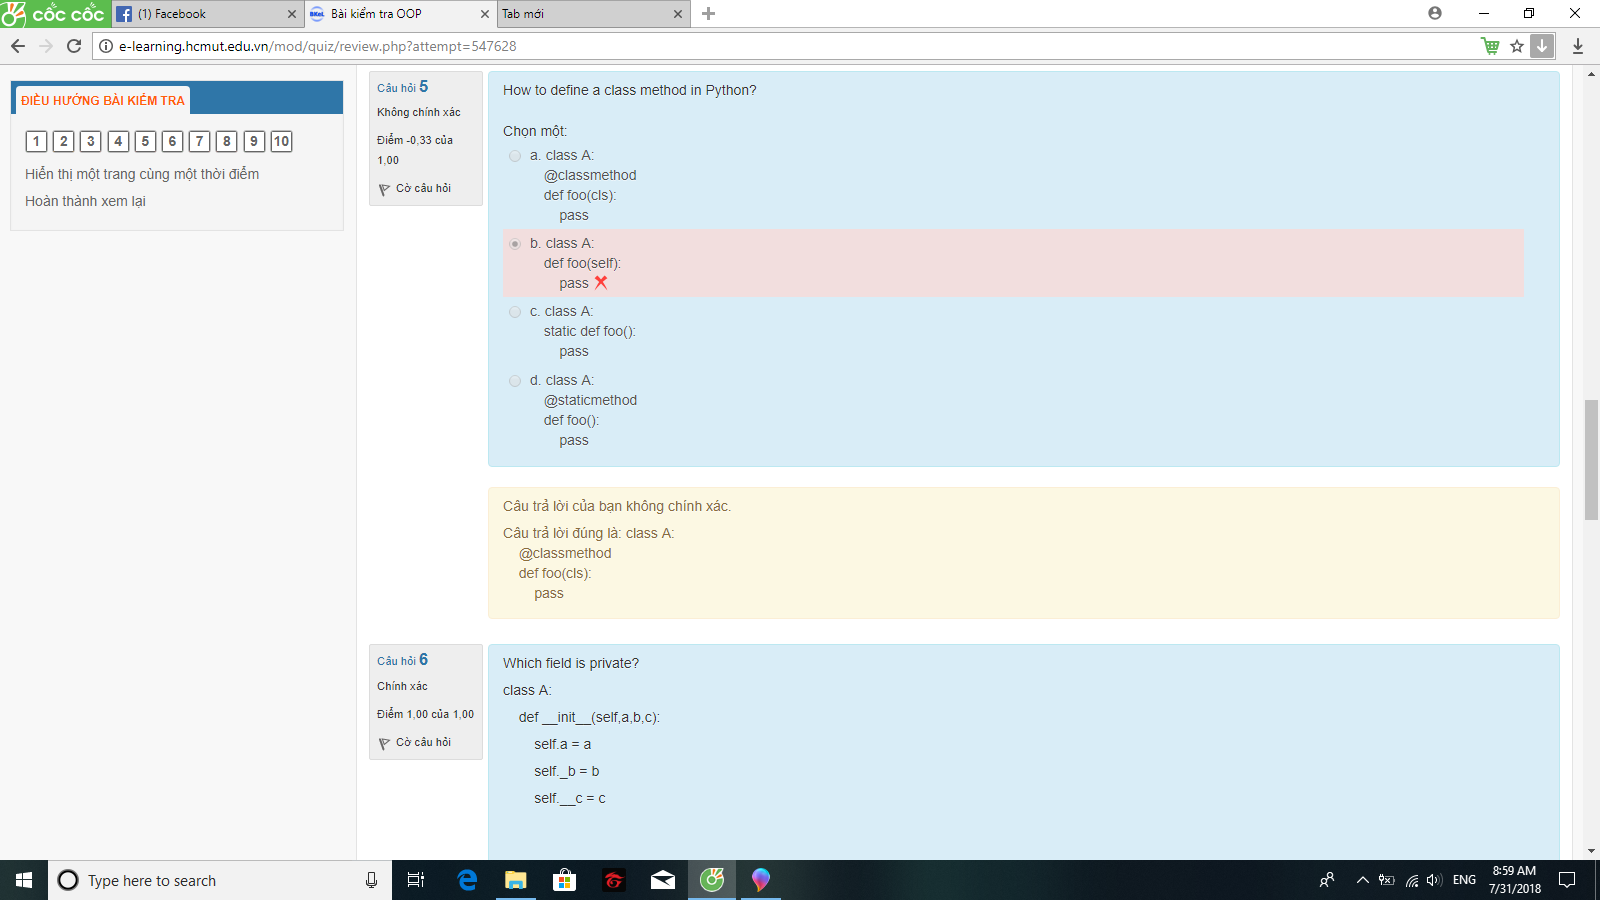 cốc cốc
(1) Facebook
Bài kiểm tra OOP
Tab mới
e-learning.hcmut.edu.vn/mod/quiz/review.php?attempt=547628
ĐIỀU HƯỚNG BÀI KIỂM TRA
1 2 3 4 5 6 7 8 9 10
Hiển thị một trang cùng một thời điểm
Hoàn thành xem lại
Câu hỏi 5
Không chính xác
Điểm -0,33 của
1,00
Cờ câu hỏi
How to define a class method in Python?
Chọn một:
a. class A:
@classmethod
def foo(cls):
pass
b. class A:
def foo(self):
pass
c. class A:
static def foo():
pass
d. class A:
@staticmethod
def foo():
pass
Câu trả lời của bạn không chính xác.
Câu trả lời đúng là: class A:
@classmethod
def foo(cls):
pass
Câu hỏi 6
Chính xác
Điểm 1,00 của 1,00
Cờ câu hỏi
Which field is private?
class A:
def __init__(self,a,b,c):
self.a = a
self._b = b
self.__c = c
Type here to search
ENG
8:59 AM
7/31/2018